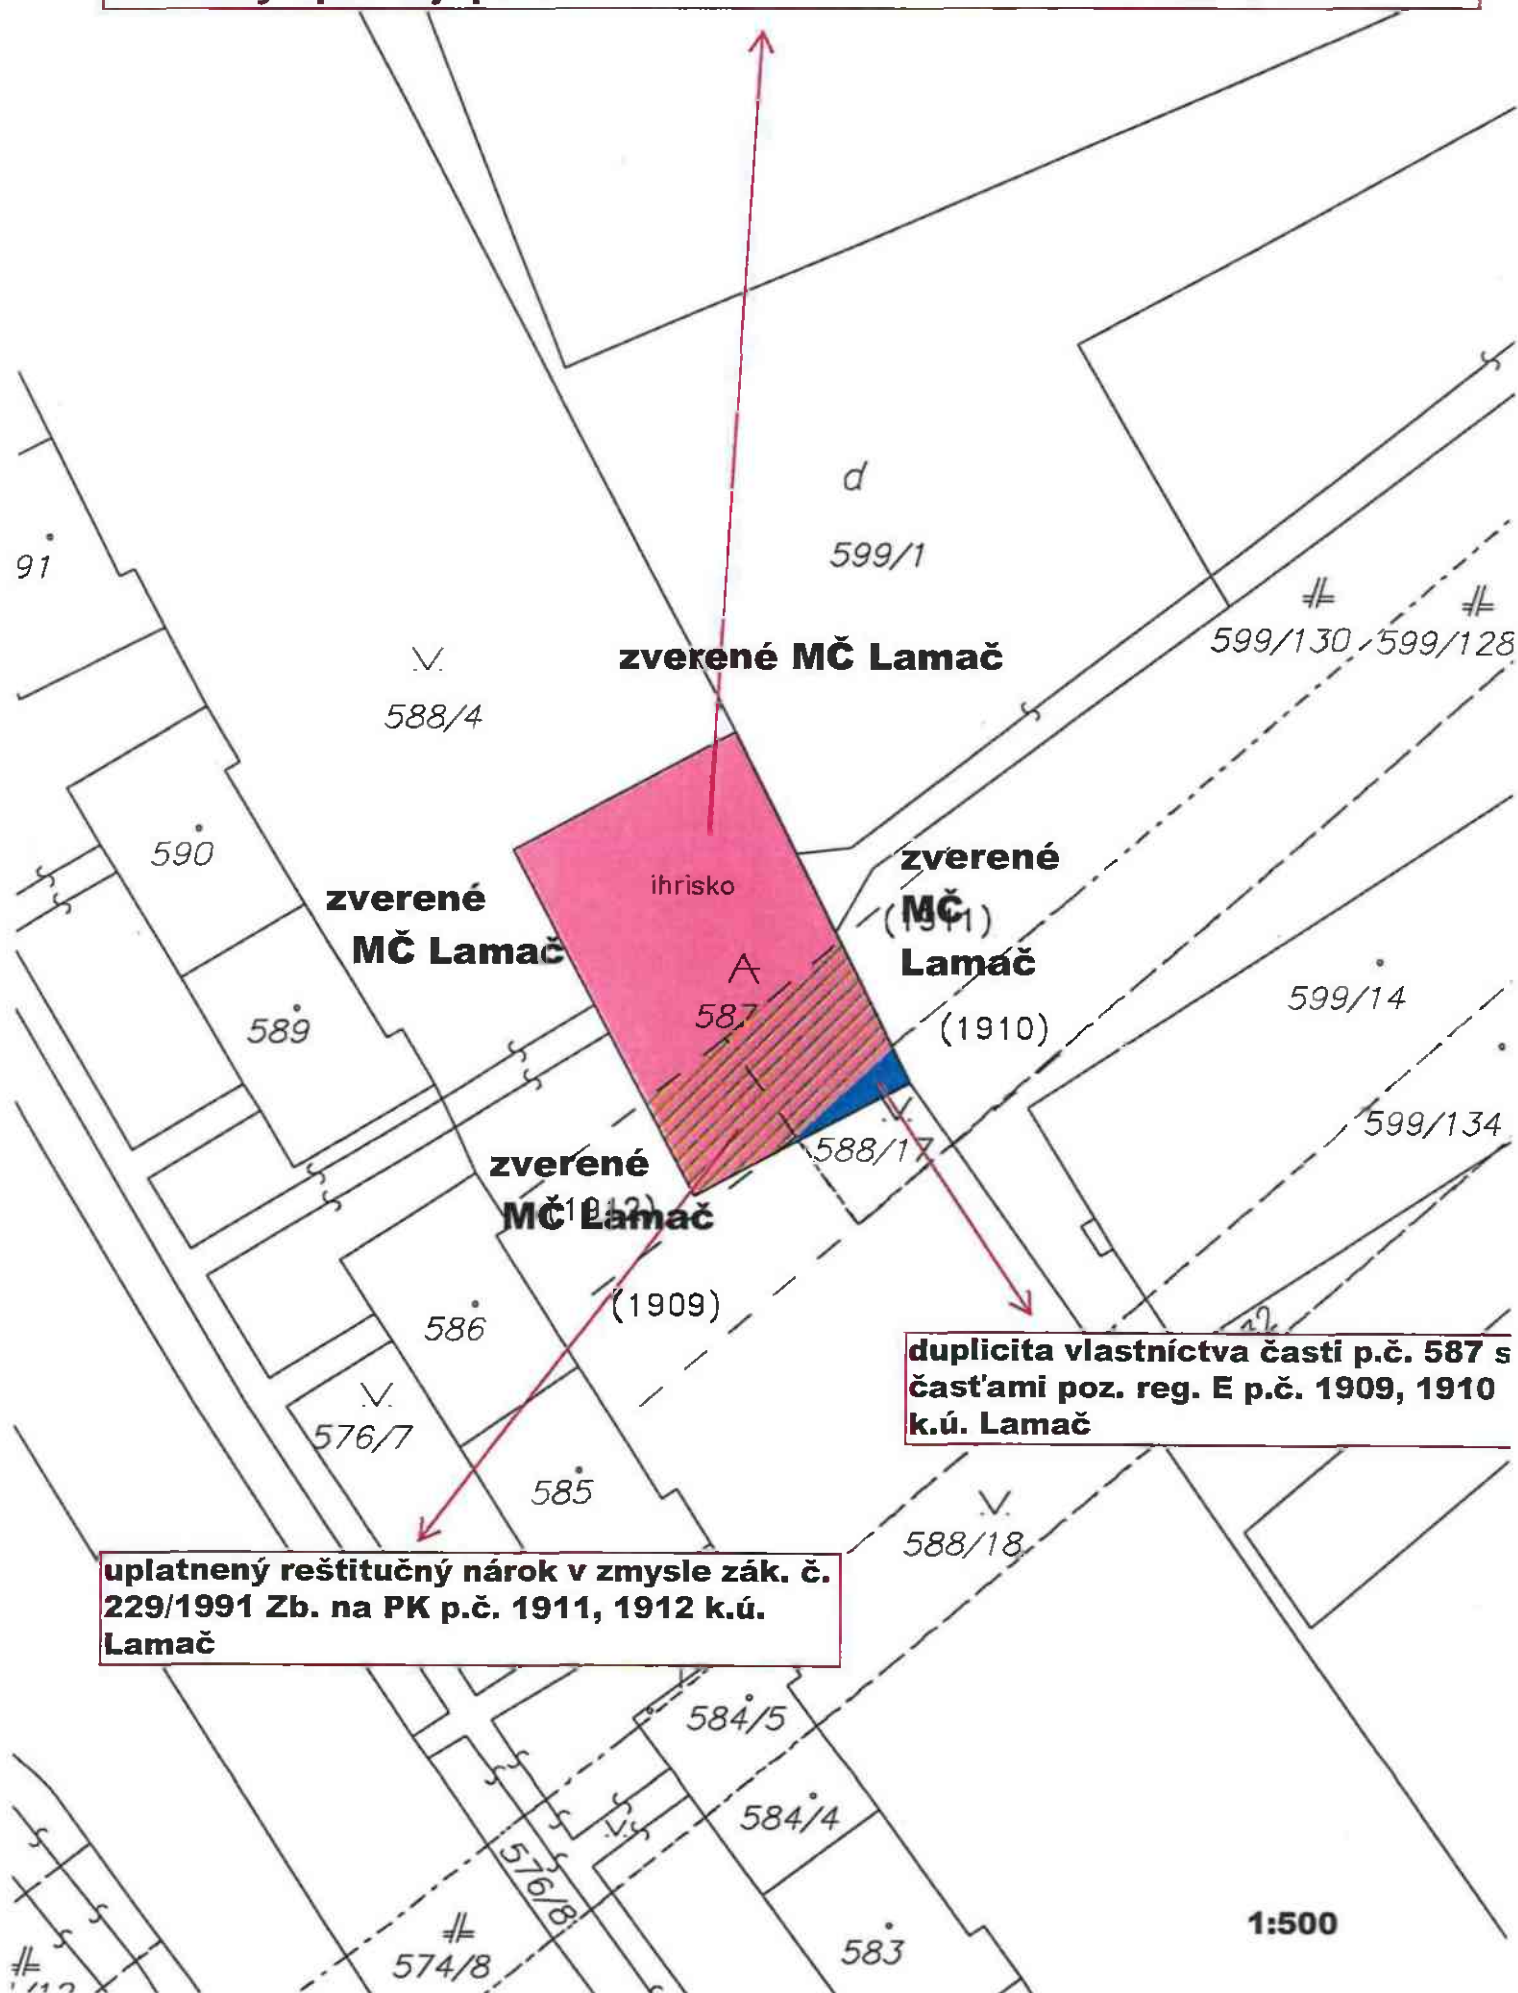 d
599/1
91
599/130
599/128
zverené MČ Lamač
588/4
590
zverené
MČ
Lamač
(1911)
ihrisko
zverené
MČ Lamač
587
599/14
(1910)
589
599/134
588/17
zverené
MČ Lamač
(1912)
(1909)
586
duplicita vlastníctva časti p.č. 587 s
časťami poz. reg. E p.č. 1909, 1910
k.ú. Lamač
576/7
585
588/18
uplatnený reštitučný nárok v zmysle zák. č.
229/1991 Zb. na PK p.č. 1911, 1912 k.ú.
Lamač
584/5
584/4
576/8
1:500
583
574/8